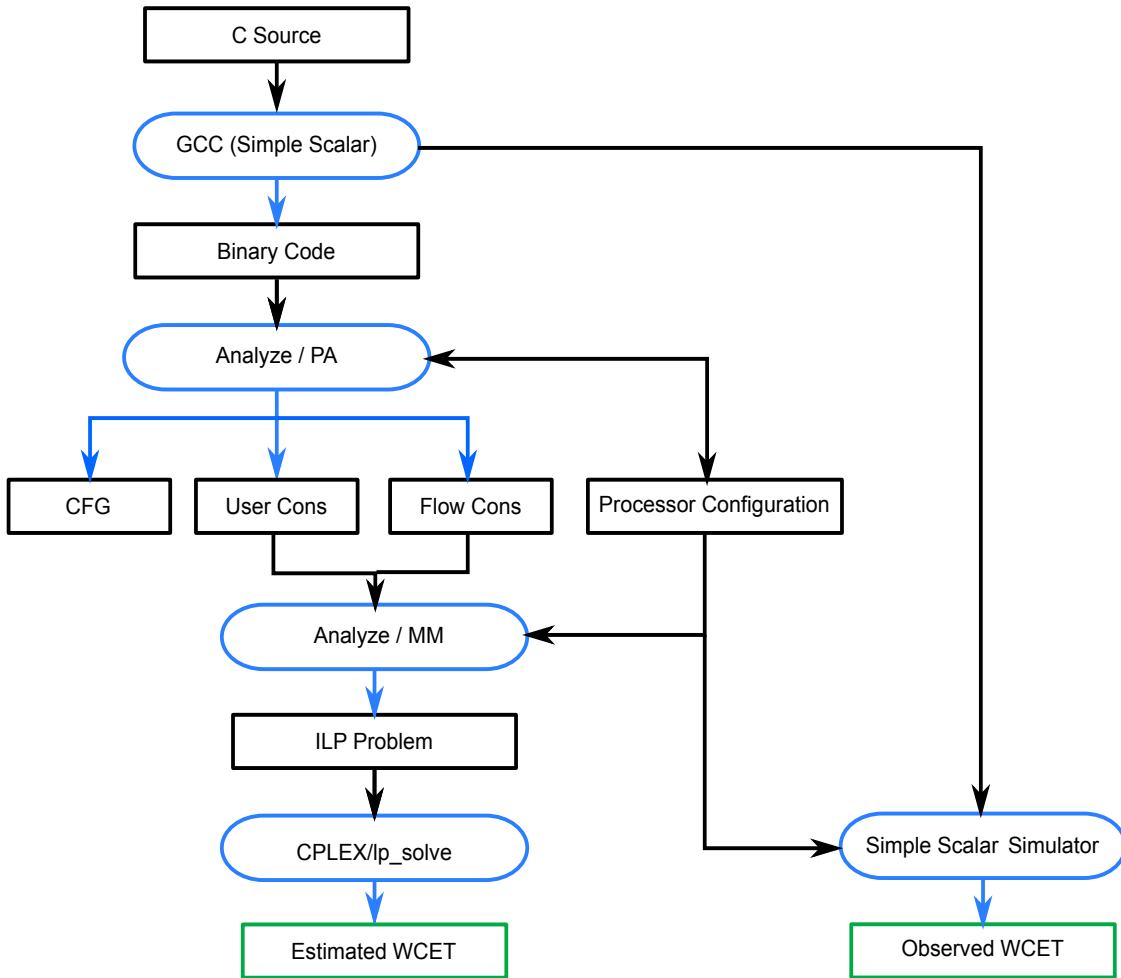 C Source
GCC (Simple Scalar)
Binary Code
Analyze / PA
CFG
User Cons
Flow Cons
Processor Configuration
Analyze / MM
ILP Problem
CPLEX/lp_solve
Simple Scalar Simulator
Estimated WCET
Observed WCET